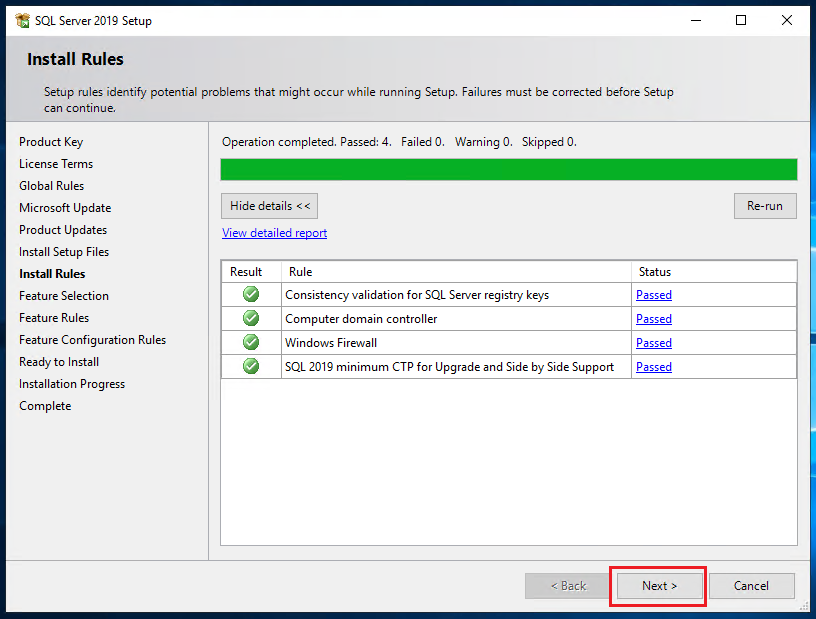 SQL Server 2019 Setup
Install Rules
Setup rules identify potential problems that might occur while running Setup. Failures must be corrected before Setup
can continue.
Product Key
License Terms
Global Rules
Microsoft Update
Product Updates
Install Setup Files
Install Rules
Feature Selection
Feature Rules
Feature Configuration Rules
Ready to Install
Installation Progress
Complete
Operation completed. Passed: 4.   Failed 0.   Warning 0.   Skipped 0.
Hide details <<
Re-run
View detailed report
Result Rule Status
Consistency validation for SQL Server registry keys Passed
Computer domain controller Passed
Windows Firewall Passed
SQL 2019 minimum CTP for Upgrade and Side by Side Support Passed
< Back Next > Cancel